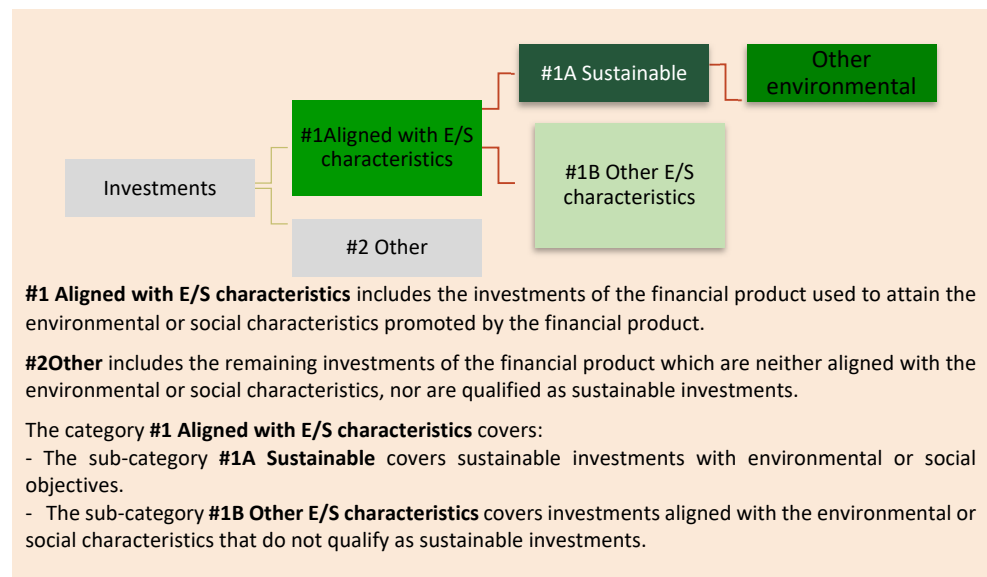 #1A Sustainable
Other
environmental
#1Aligned with E/S
characteristics
#1B Other E/S
characteristics
Investments
#2 Other
#1 Aligned with E/S characteristics includes the investments of the financial product used to attain the
environmental or social characteristics promoted by the financial product.
#2Other includes the remaining investments of the financial product which are neither aligned with the
environmental or social characteristics, nor are qualified as sustainable investments.
The category #1 Aligned with E/S characteristics covers:
- The sub-category #1A Sustainable covers sustainable investments with environmental or social
objectives.
- The sub-category #1B Other E/S characteristics covers investments aligned with the environmental or
social characteristics that do not qualify as sustainable investments.